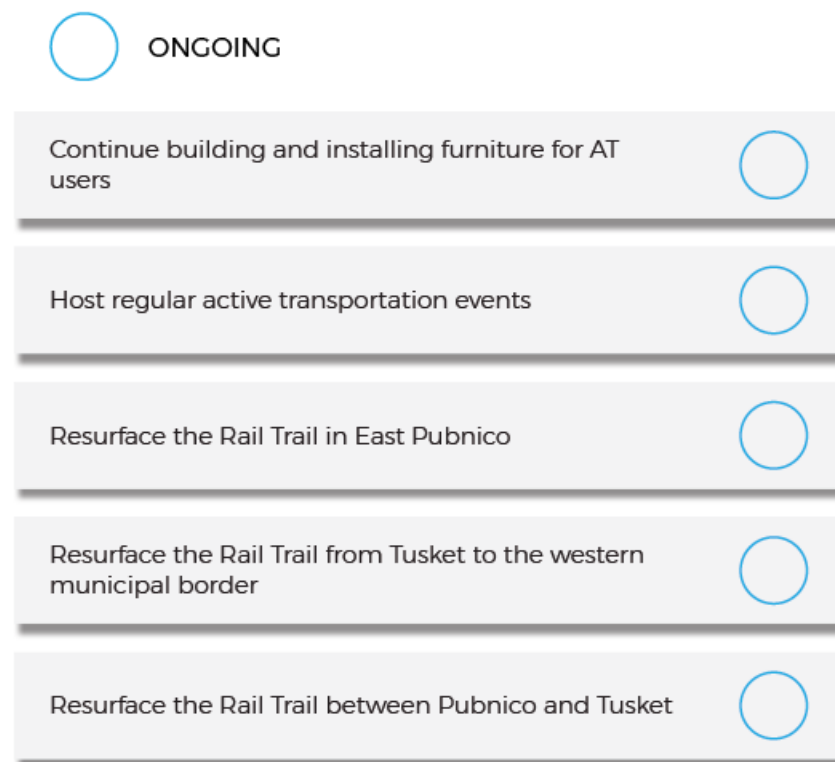 ONGOING
Continue building and installing furniture for AT
users
Host regular active transportation events
Resurface the Rail Trail in East Pubnico
Resurface the Rail Trail from Tusket to the western
municipal border
Resurface the Rail Trail between Pubnico and Tusket